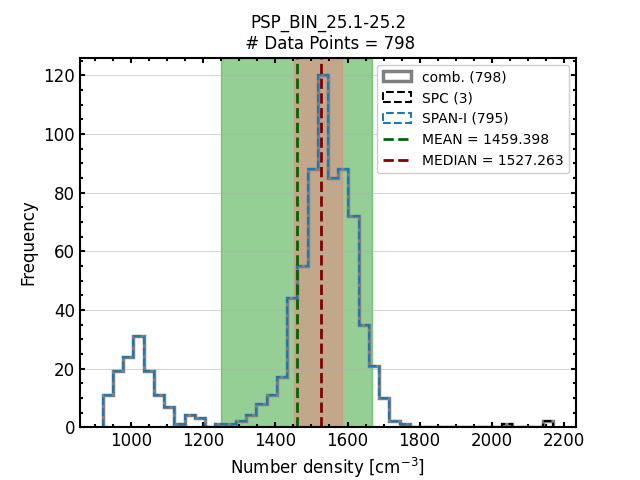 PSP_BIN_25.1-25.2
# Data Points = 798
comb. (798)
SPC (3)
SPAN-I (795)
MEAN = 1459.398
MEDIAN = 1527.263
Frequency
120
100
80
60
40
20
0
1000 1200 1400 1600 1800 2000 2200
Number density [cm⁻³]